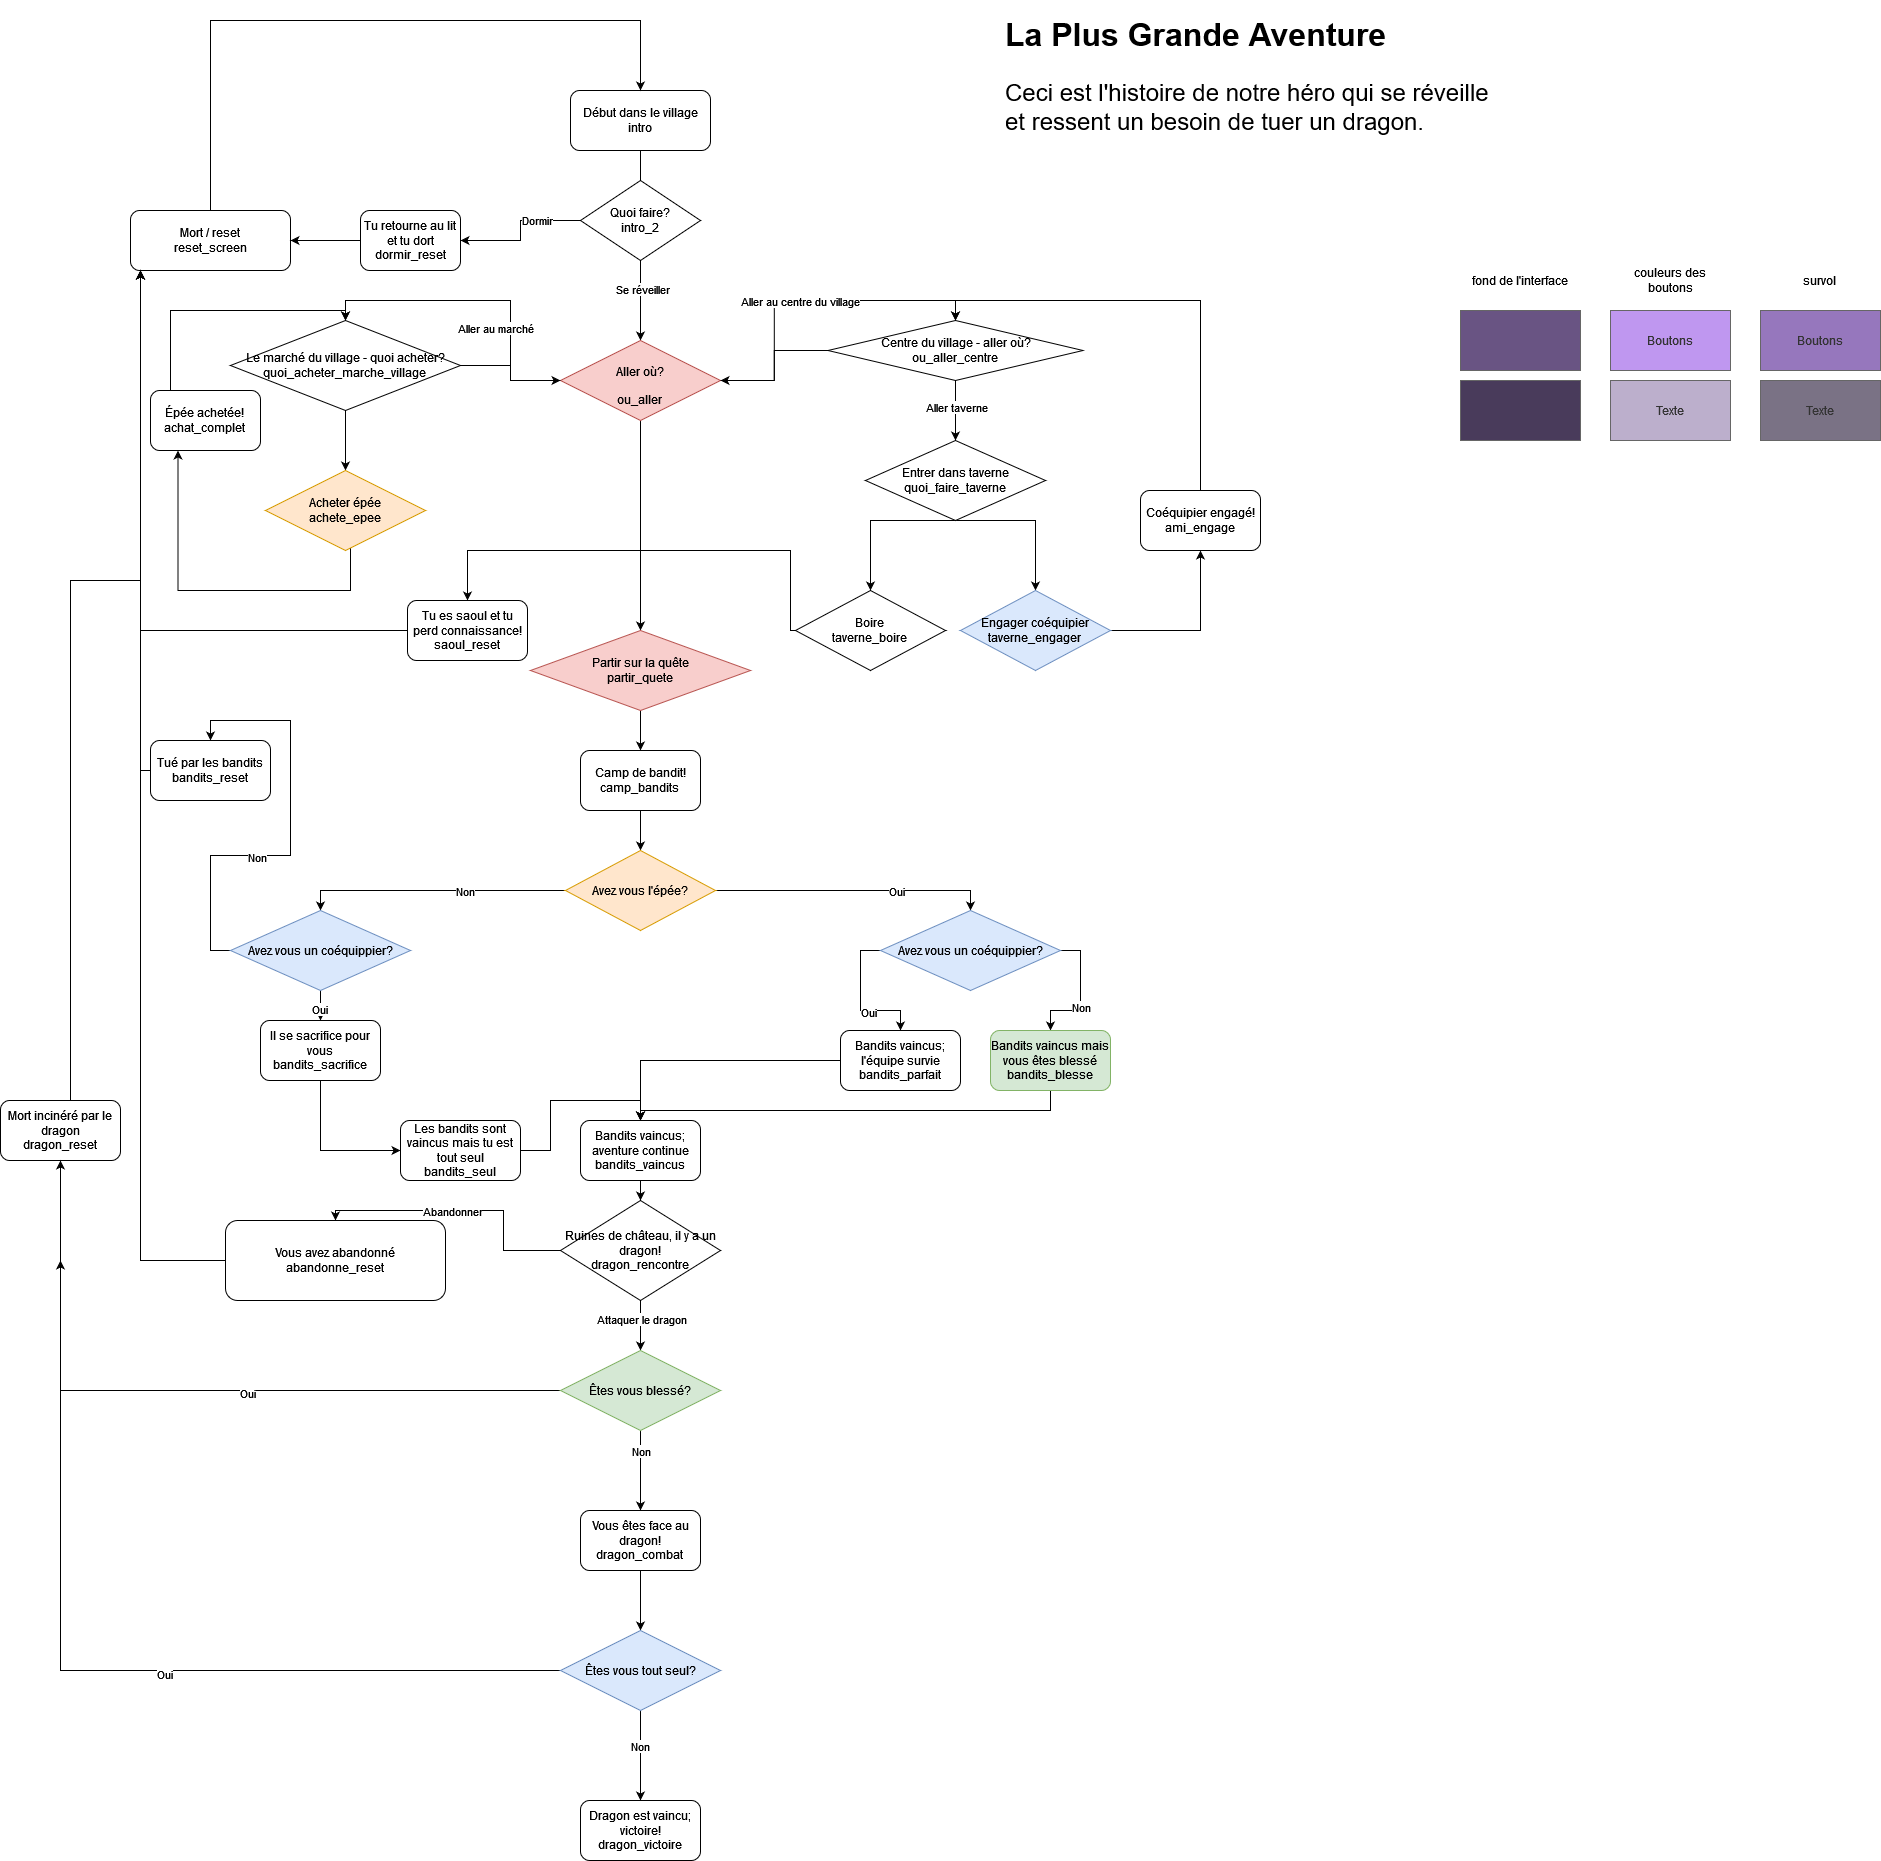 La Plus Grande Aventure
Ceci est l'histoire de notre héro qui se réveille
et ressent un besoin de tuer un dragon.
Début dans le village
intro
Quoi faire?
intro_2
Dormir
Tu retourne au lit
et tu dort
dormir_reset
Mort / reset
reset_screen
Se réveiller
fond de l'interface
couleurs des
boutons
survol
Boutons
Boutons
Texte
Texte
Aller au marché
Le marché du village - quoi acheter?
quoi_acheter_marche_village
Aller où?
ou_aller
Aller au centre du village
Centre du village - aller où?
ou_aller_centre
Épée achetée!
achat_complet
Aller taverne
Acheter épée
achete_epee
Entrer dans taverne
quoi_faire_taverne
Coéquipier engagé!
ami_engage
Tu es saoul et tu
perd connaissance!
saoul_reset
Boire
taverne_boire
Engager coéquipier
taverne_engager
Partir sur la quête
partir_quete
Tué par les bandits
bandits_reset
Camp de bandit!
camp_bandits
Non
Avez vous l'épée?
Non
Oui
Avez vous un coéquippier?
Avez vous un coéquippier?
Oui
Oui
Non
Il se sacrifice pour
vous
bandits_sacrifice
Bandits vaincus;
l'équipe survie
bandits_parfait
Bandits vaincus mais
vous êtes blessé
bandits_blesse
Mort incinéré par le
dragon
dragon_reset
Les bandits sont
vaincus mais tu est
tout seul
bandits_seul
Bandits vaincus;
aventure continue
bandits_vaincus
Abandonner
Vous avez abandonné
abandonne_reset
Ruines de château, il y a un
dragon!
dragon_rencontre
Attaquer le dragon
Êtes vous blessé?
Oui
Non
Vous êtes face au
dragon!
dragon_combat
Êtes vous tout seul?
Oui
Non
Dragon est vaincu;
victoire!
dragon_victoire